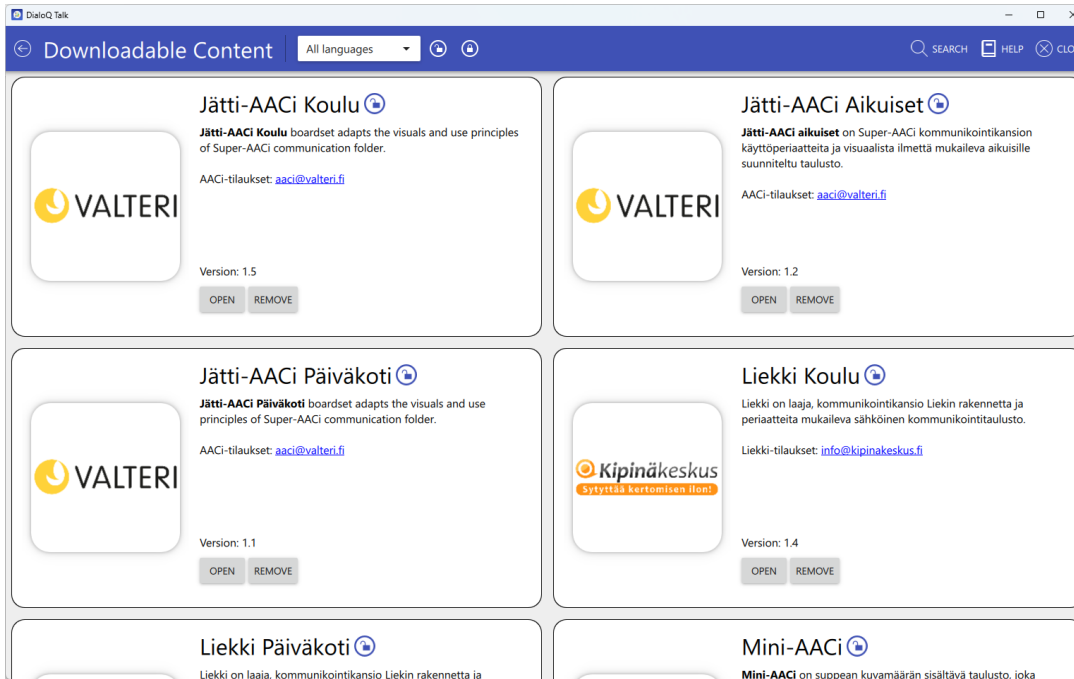 DialoQ Talk
Downloadable Content
All languages
SEARCH
HELP
CLO
VALTERI
Jätti-AACi Koulu
Jätti-AACi Koulu boardset adapts the visuals and use principles
of Super-AACi communication folder.
AACi-tilaukset: aaci@valteri.fi
Version: 1.5
OPEN REMOVE
VALTERI
Jätti-AACi Aikuiset
Jätti-AACi aikuiset on Super-AACi kommunikointikansion
käyttöperiaatteita ja visuaalista ilmettä mukaileva aikuisille
suunniteltu taulusto.
AACi-tilaukset: aaci@valteri.fi
Version: 1.2
OPEN REMOVE
VALTERI
Jätti-AACi Päiväkoti
Jätti-AACi Päiväkoti boardset adapts the visuals and use
principles of Super-AACi communication folder.
AACi-tilaukset: aaci@valteri.fi
Version: 1.1
OPEN REMOVE
Kipinäkeskus
Sytyttää kertomisen ilon!
Liekki Koulu
Liekki on laaja, kommunikointikansio Liekin rakennetta ja
periaatteita mukaileva sähköinen kommunikointitaulusto.
Liekki-tilaukset: info@kipinakeskus.fi
Version: 1.4
OPEN REMOVE
Liekki Päiväkoti
Liekki on laaja, kommunikointikansio Liekin rakennetta ja
Mini-AACi
Mini-AACi on suppean kuvamäärän sisältävä taulusto, joka